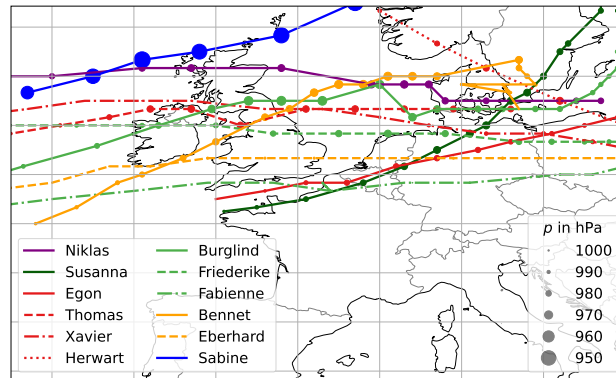 Niklas
Susanna
Egon
Thomas
Xavier
Herwart
Burglind
Friederike
Fabienne
Bennet
Eberhard
Sabine
p in hPa
1000
990
980
970
960
950